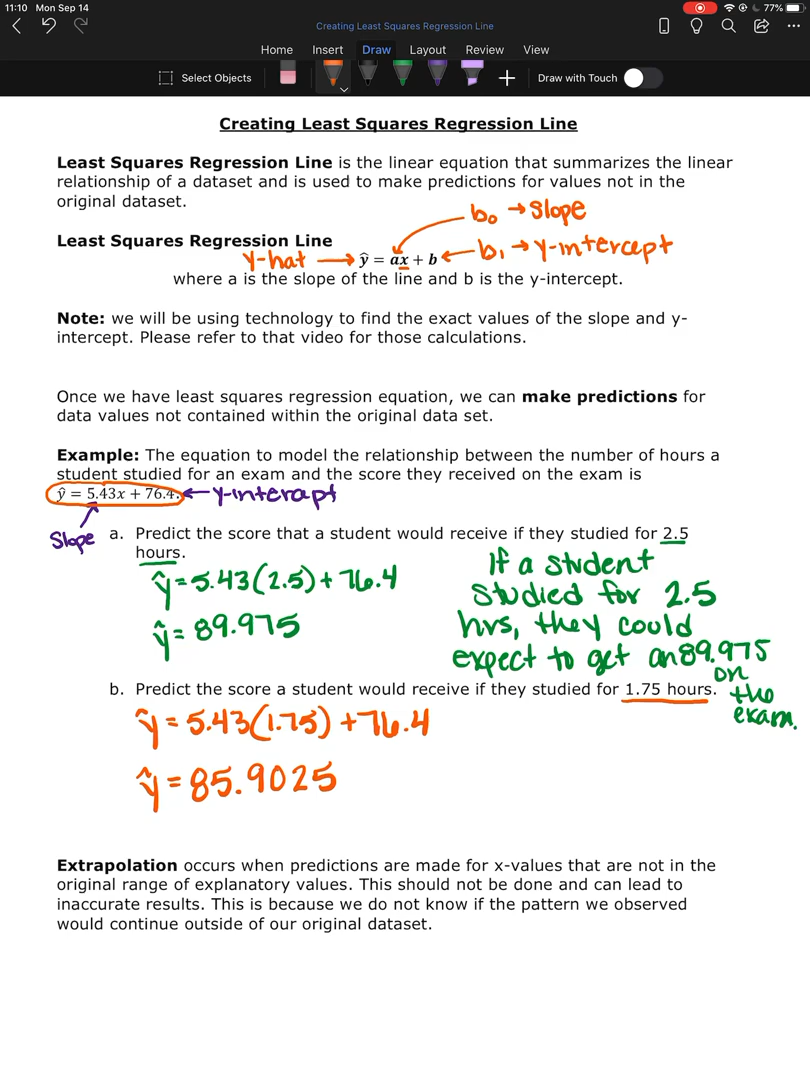 11:10 Mon Sep 14
77%
Creating Least Squares Regression Line
Home Insert Draw Layout Review View
Select Objects
Draw with Touch
Creating Least Squares Regression Line
Least Squares Regression Line is the linear equation that summarizes the linear
relationship of a dataset and is used to make predictions for values not in the
original dataset.
b₀ → slope
Least Squares Regression Line
y-hat → ŷ = ax + b ← b₁ → y-intercept
where a is the slope of the line and b is the y-intercept.
Note: we will be using technology to find the exact values of the slope and y-
intercept. Please refer to that video for those calculations.
Once we have least squares regression equation, we can make predictions for
data values not contained within the original data set.
Example: The equation to model the relationship between the number of hours a
student studied for an exam and the score they received on the exam is
ŷ = 5.43x + 76.4. ← y-intercept
Slope
a. Predict the score that a student would receive if they studied for 2.5
hours.
ŷ = 5.43(2.5) + 76.4
ŷ = 89.975
If a student
studied for 2.5
hrs, they could
expect to get an 89.975
on
the
exam.
b. Predict the score a student would receive if they studied for 1.75 hours.
ŷ = 5.43(1.75) + 76.4
ŷ = 85.9025
Extrapolation occurs when predictions are made for x-values that are not in the
original range of explanatory values. This should not be done and can lead to
inaccurate results. This is because we do not know if the pattern we observed
would continue outside of our original dataset.